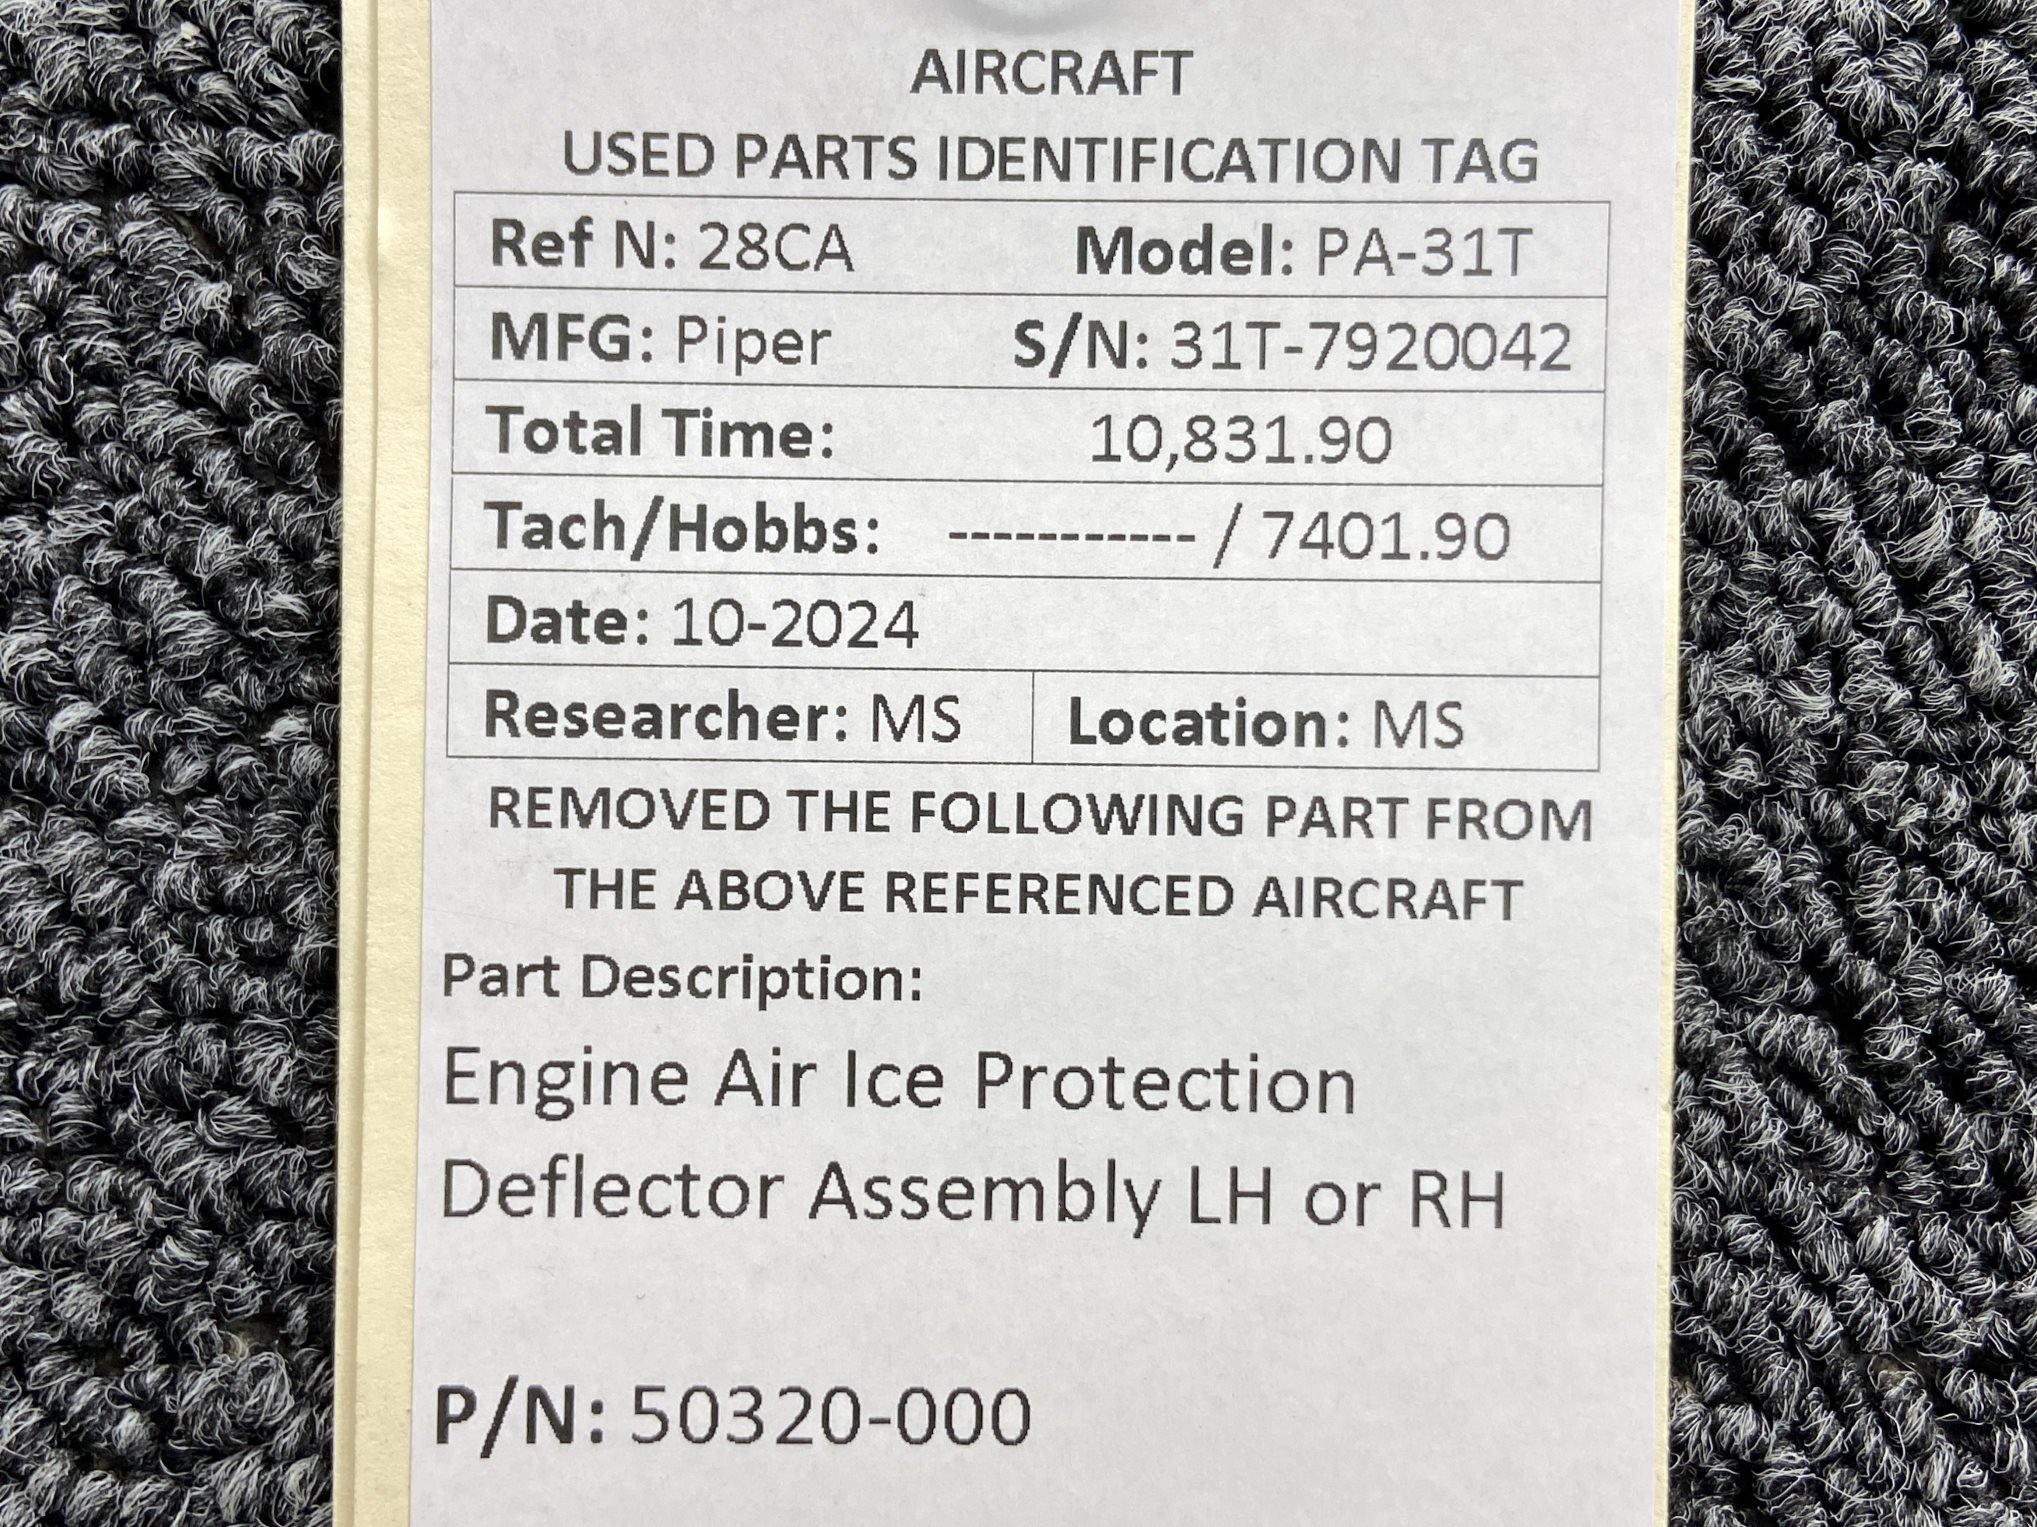 AIRCRAFT
USED PARTS IDENTIFICATION TAG
Ref N: 28CA Model: PA-31T
MFG: Piper S/N: 31T-7920042
Total Time: 10,831.90
Tach/Hobbs: ----------- / 7401.90
Date: 10-2024
Researcher: MS Location: MS
REMOVED THE FOLLOWING PART FROM
THE ABOVE REFERENCED AIRCRAFT
Part Description:
Engine Air Ice Protection
Deflector Assembly LH or RH
P/N: 50320-000